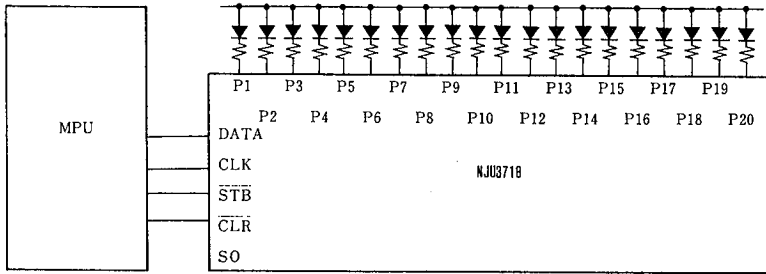 P1 P3 P5 P7 P9 P11 P13 P15 P17 P19
P2 P4 P6 P8 P10 P12 P14 P16 P18 P20
MPU
DATA
CLK
NJU3718
STB
CLR
SO